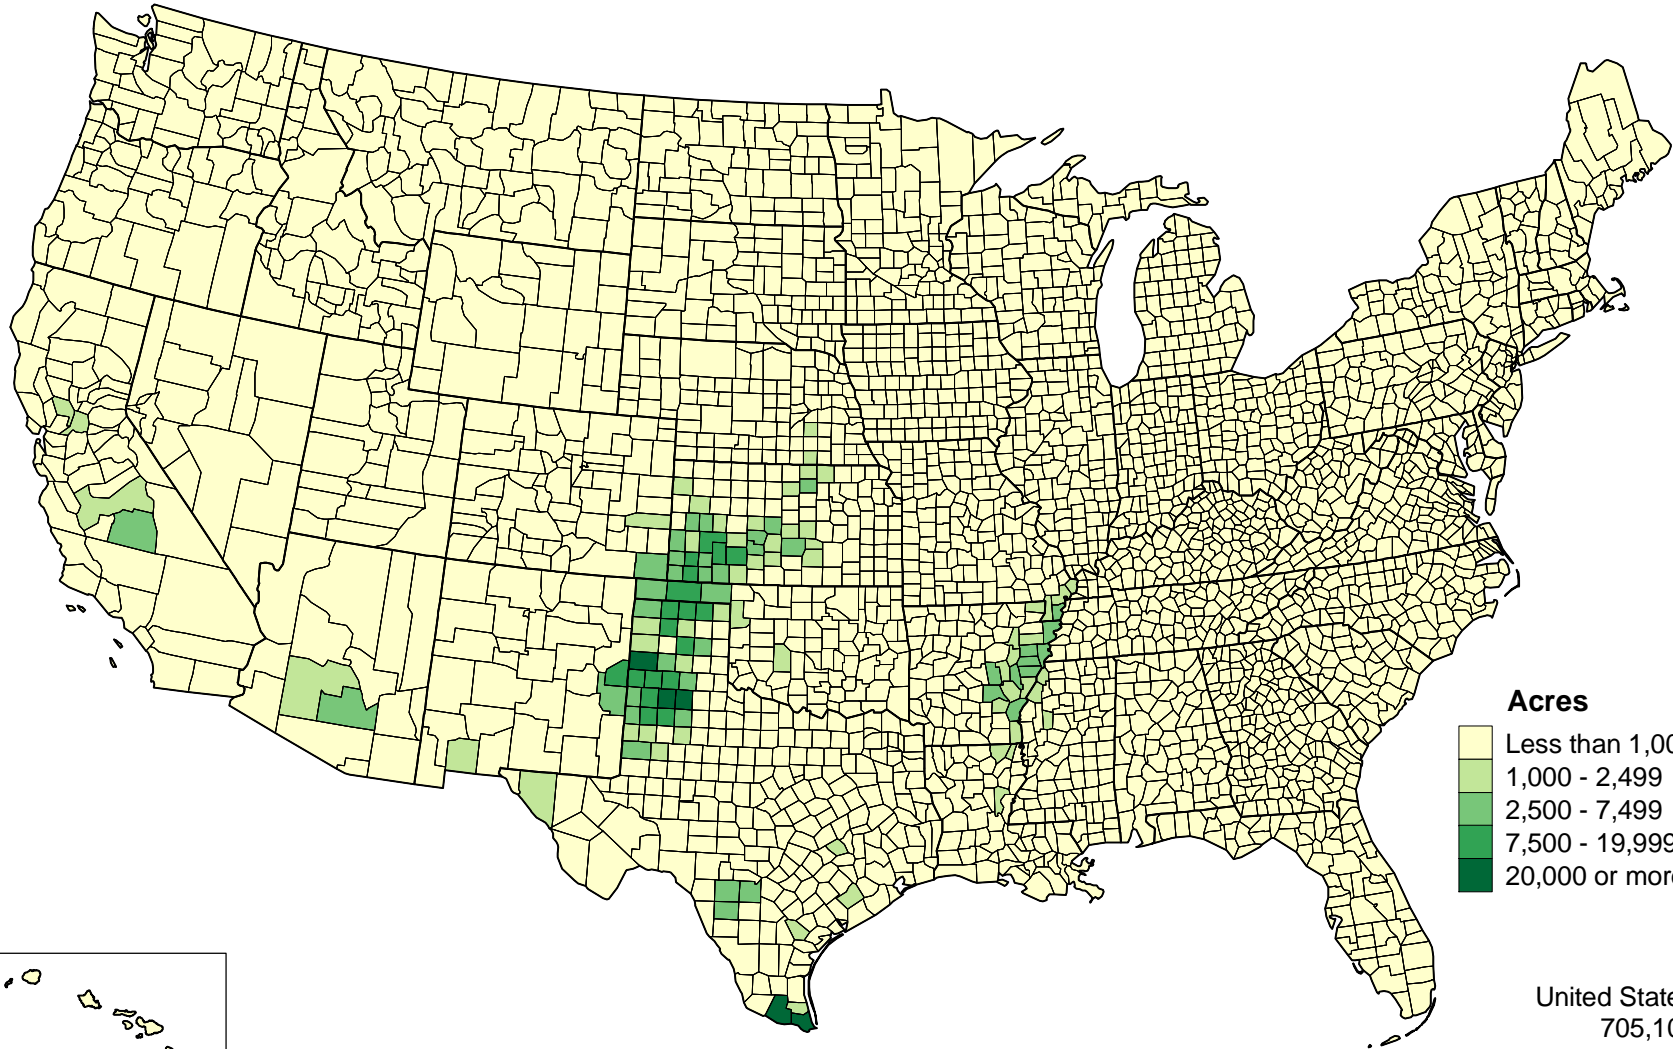 Acres
Less than 1,00
1,000 - 2,499
2,500 - 7,499
7,500 - 19,999
20,000 or more
United State
705,10